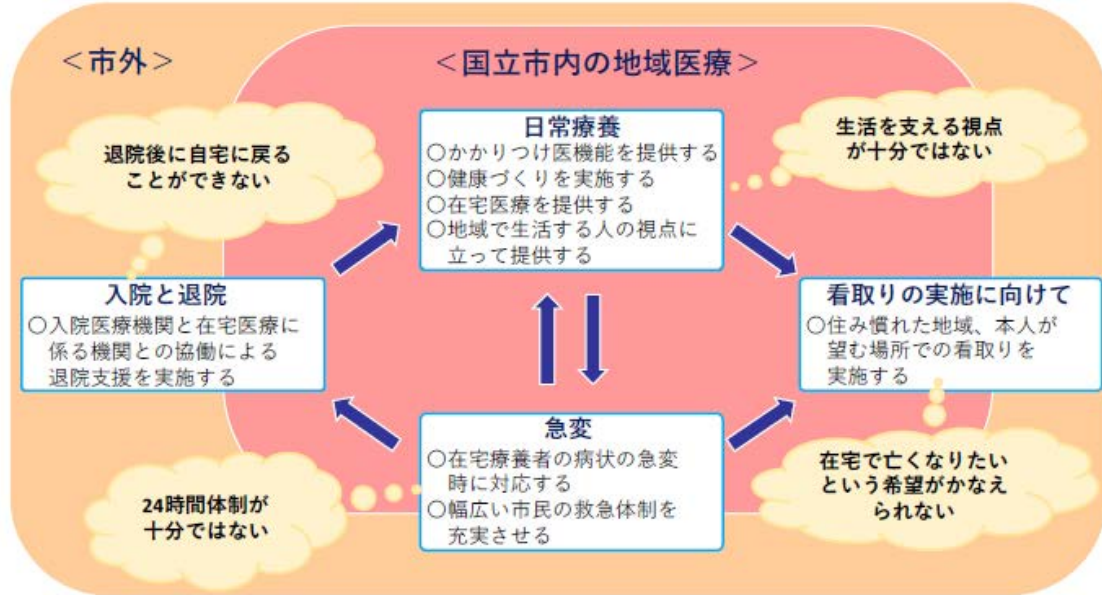 ＜市外＞
＜国立市内の地域医療＞
退院後に自宅に戻る
ことができない
日常療養
○かかりつけ医機能を提供する
○健康づくりを実施する
○在宅医療を提供する
○地域で生活する人の視点に
立って提供する
生活を支える視点
が十分ではない
入院と退院
○入院医療機関と在宅医療に
係る機関との協働による
退院支援を実施する
看取りの実施に向けて
○住み慣れた地域、本人が
望む場所での看取りを
実施する
急変
○在宅療養者の病状の急変
時に対応する
○幅広い市民の救急体制を
充実させる
24時間体制が
十分ではない
在宅で亡くなりたい
という希望がかなえ
られない